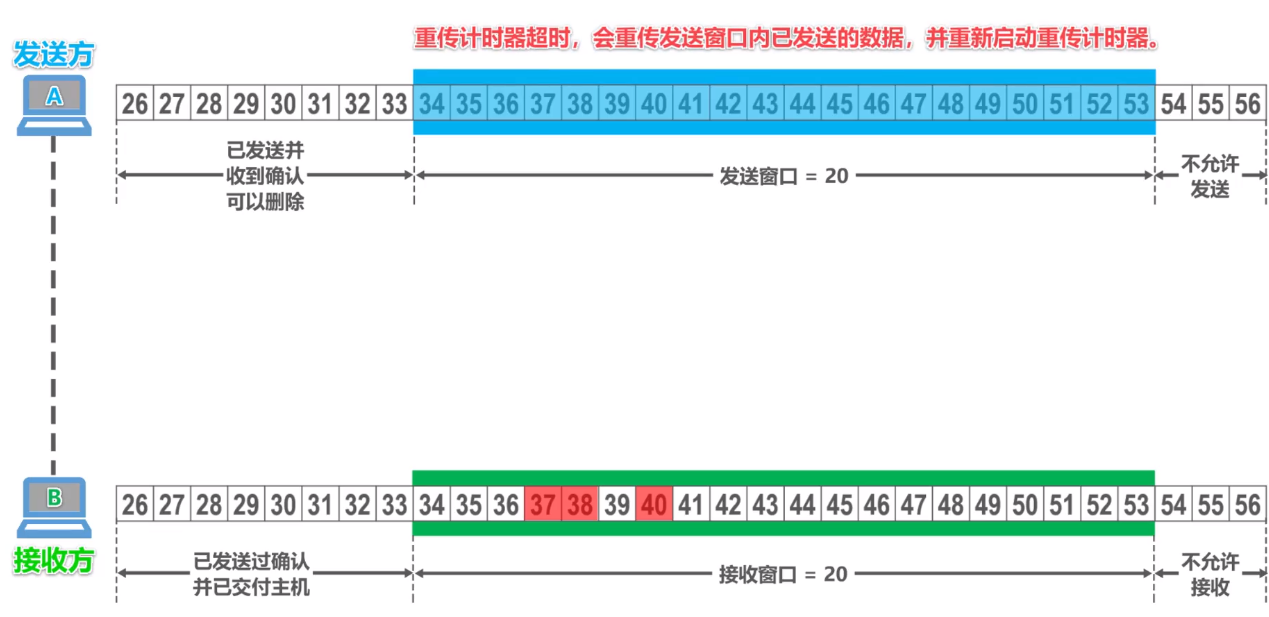 重传计时器超时，会重传发送窗口内已发送的数据，并重新启动重传计时器。
发送方
A
26 27 28 29 30 31 32 33 34 35 36 37 38 39 40 41 42 43 44 45 46 47 48 49 50 51 52 53 54 55 56
已发送并
收到确认
可以删除
发送窗口 = 20
不允许
发送
B
26 27 28 29 30 31 32 33 34 35 36 37 38 39 40 41 42 43 44 45 46 47 48 49 50 51 52 53 54 55 56
接收方
已发送过确认
并已交付主机
接收窗口 = 20
不允许
接收